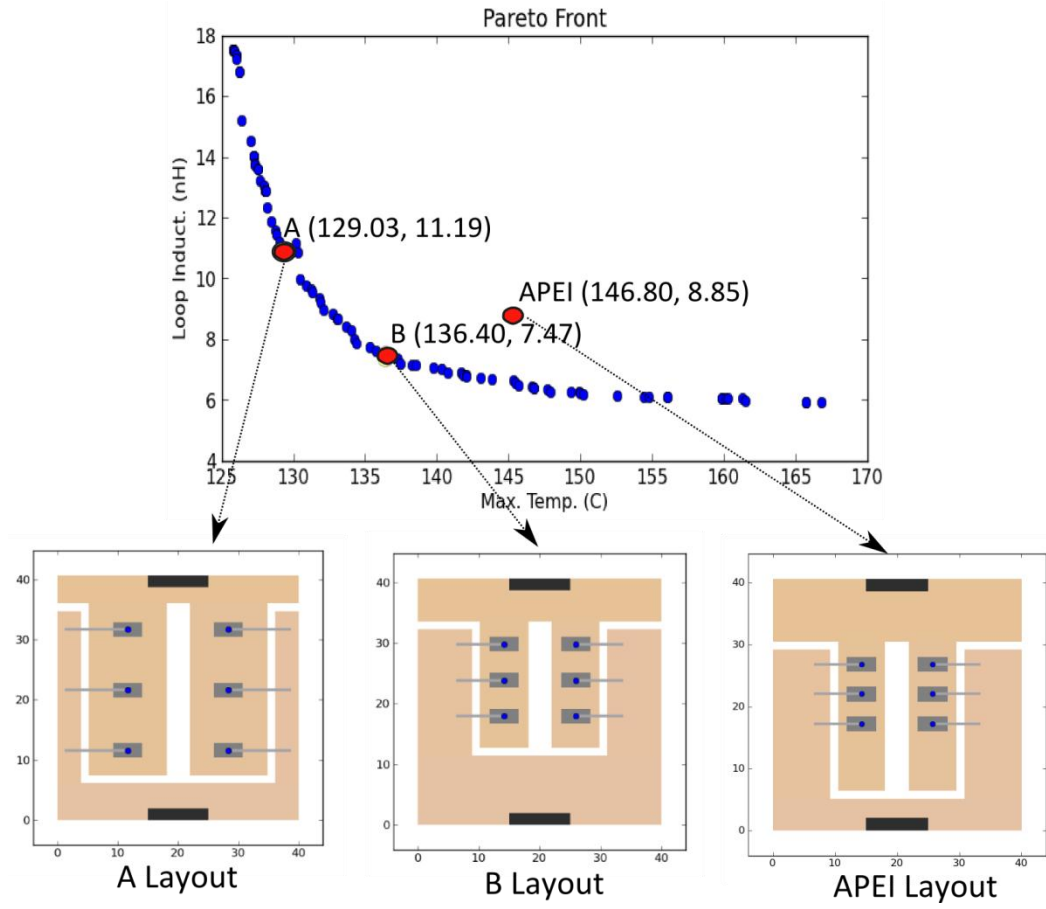 Pareto Front
18
16
14
12
10
8
6
4
Loop Induct. (nH)
A (129.03, 11.19)
APEI (146.80, 8.85)
B (136.40, 7.47)
125 130 135 140 145 150 155 160 165 170
Max. Temp. (C)
40
30
20
10
0
0 10 20 30 40
A Layout
40
30
20
10
0
0 10 20 30 40
B Layout
40
30
20
10
0
0 10 20 30 40
APEI Layout